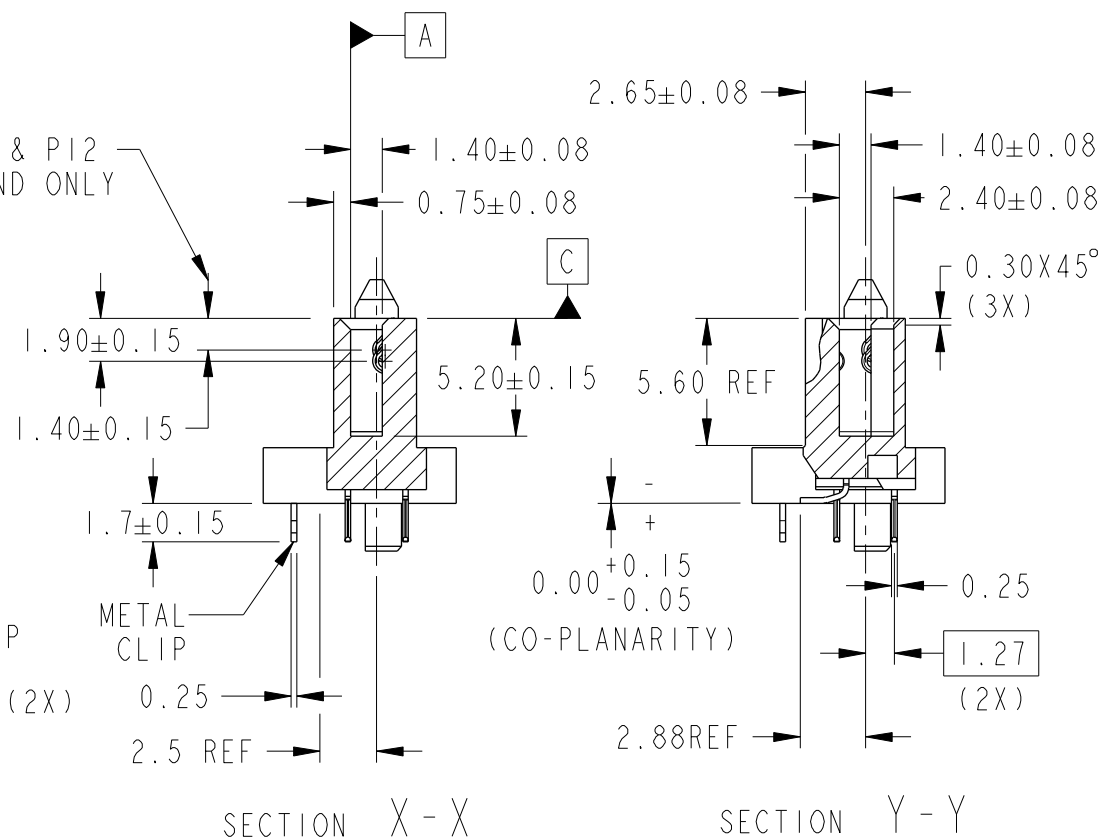 A
2.65±0.08
& P12
ND ONLY
1.40±0.08
0.75±0.08
1.40±0.08
2.40±0.08
C
0.30X45°
(3X)
1.90±0.15
5.20±0.15
5.60 REF
1.40±0.15
1.7±0.15
-
+
0.00 +0.15
-0.05
(CO-PLANARITY)
0.25
METAL
CLIP
P
(2X)
0.25
1.27
(2X)
2.5 REF
2.88REF
SECTION X-X
SECTION Y-Y